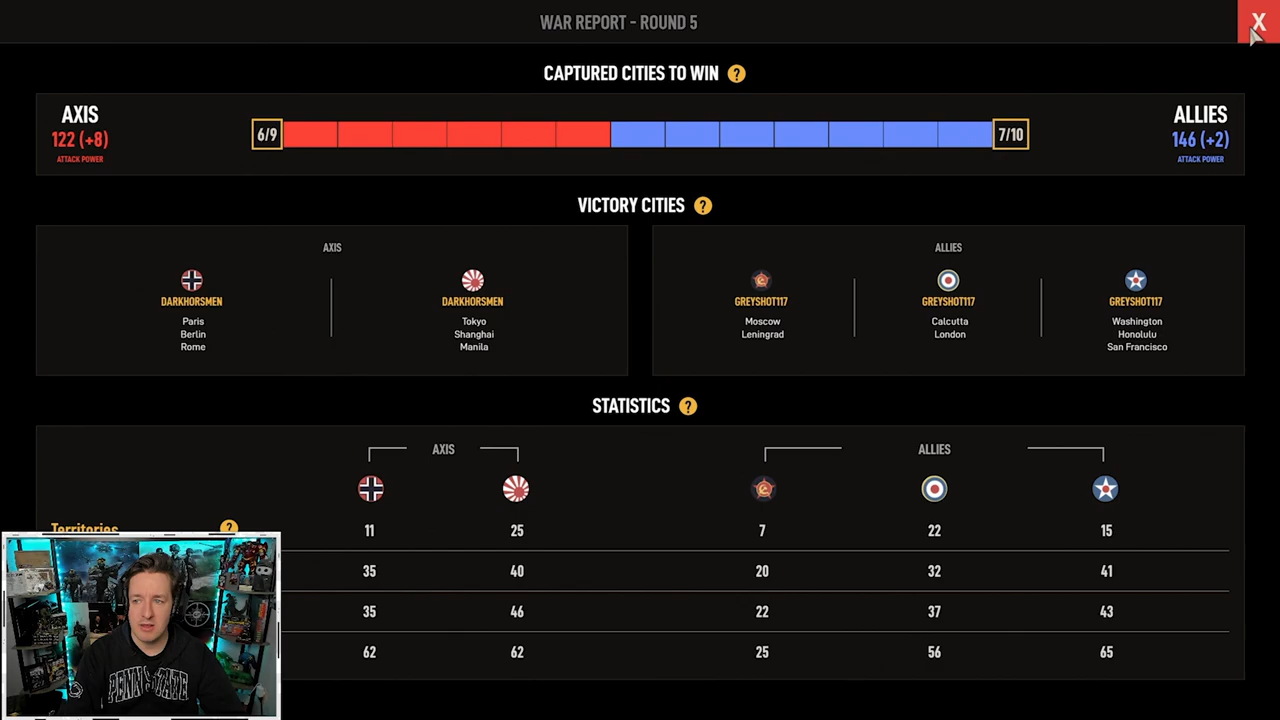 WAR REPORT - ROUND 5
X
CAPTURED CITIES TO WIN ?
AXIS
122 (+8)
ATTACK POWER
6/9
7/10
ALLIES
146 (+2)
ATTACK POWER
VICTORY CITIES ?
AXIS
DARKHORSMEN
Paris
Berlin
Rome
DARKHORSMEN
Tokyo
Shanghai
Manila
ALLIES
GREYSHOT117
Moscow
Leningrad
GREYSHOT117
Calcutta
London
GREYSHOT117
Washington
Honolulu
San Francisco
STATISTICS ?
AXIS
ALLIES
Territories ? 11 25 7 22 15
35 40 20 32 41
35 46 22 37 43
62 62 25 56 65
PENN STATE